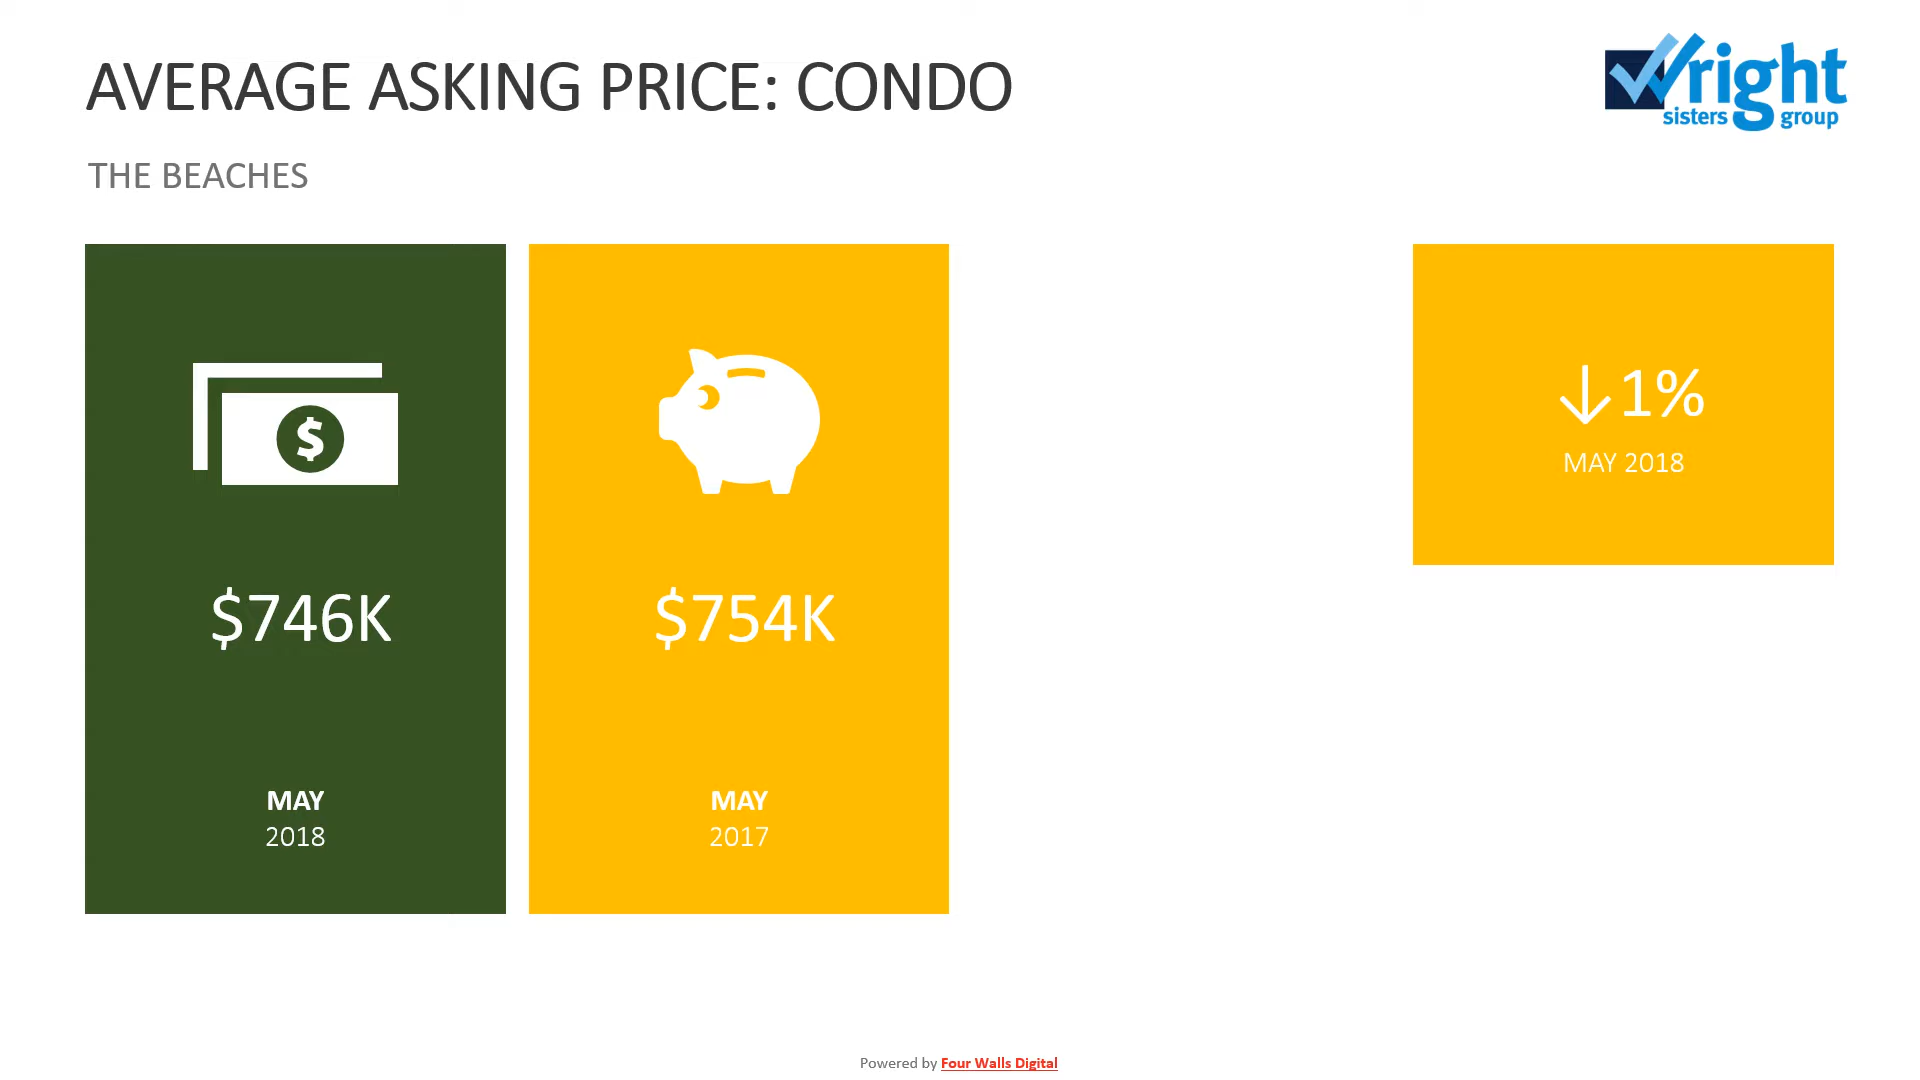 AVERAGE ASKING PRICE: CONDO
Wright
sisters group
THE BEACHES
$
$746K
MAY
2018
$754K
MAY
2017
↓1%
MAY 2018
Powered by Four Walls Digital